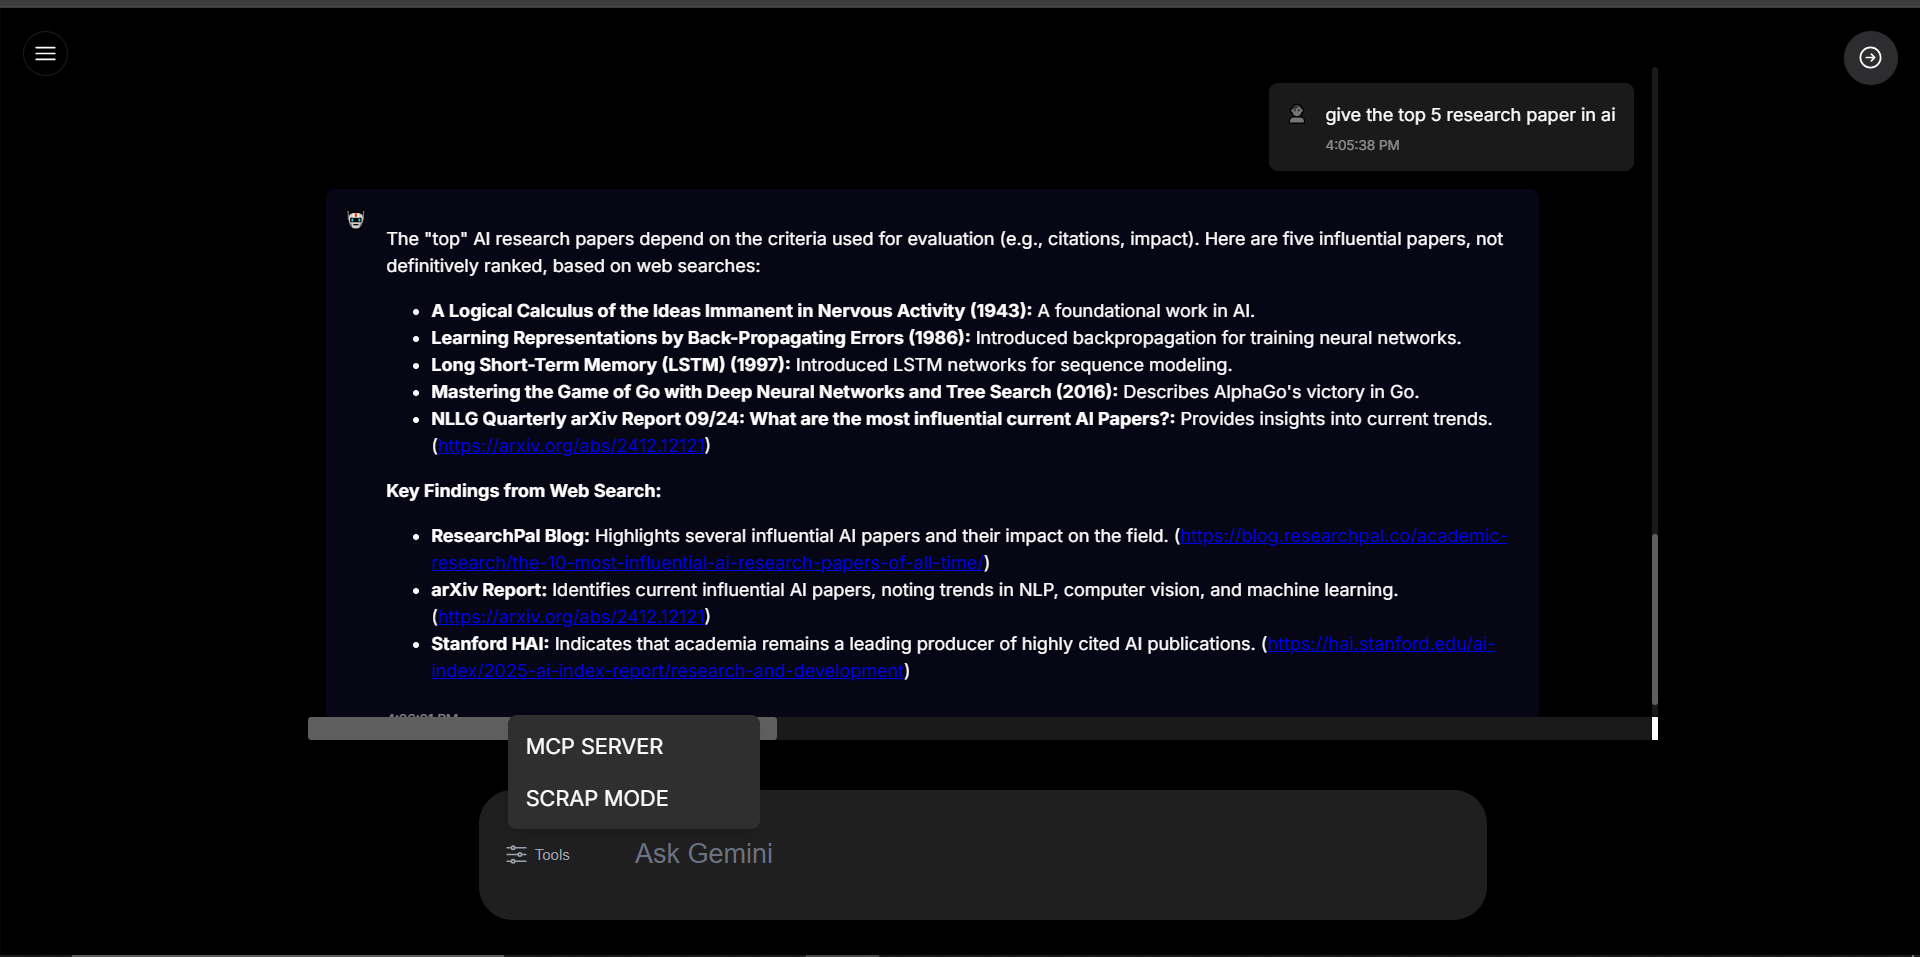 give the top 5 research paper in ai
4:05:38 PM
The "top" AI research papers depend on the criteria used for evaluation (e.g., citations, impact). Here are five influential papers, not
definitively ranked, based on web searches:
A Logical Calculus of the Ideas Immanent in Nervous Activity (1943): A foundational work in AI.
Learning Representations by Back-Propagating Errors (1986): Introduced backpropagation for training neural networks.
Long Short-Term Memory (LSTM) (1997): Introduced LSTM networks for sequence modeling.
Mastering the Game of Go with Deep Neural Networks and Tree Search (2016): Describes AlphaGo's victory in Go.
NLLG Quarterly arXiv Report 09/24: What are the most influential current AI Papers?: Provides insights into current trends.
(https://arxiv.org/abs/2412.12121)
Key Findings from Web Search:
ResearchPal Blog: Highlights several influential AI papers and their impact on the field. (https://blog.researchpal.co/academic-
research/the-10-most-influential-ai-research-papers-of-all-time/)
arXiv Report: Identifies current influential AI papers, noting trends in NLP, computer vision, and machine learning.
(https://arxiv.org/abs/2412.12121)
Stanford HAI: Indicates that academia remains a leading producer of highly cited AI publications. (https://hai.stanford.edu/ai-
index/2025-ai-index-report/research-and-development)
MCP SERVER
SCRAP MODE
Tools
Ask Gemini